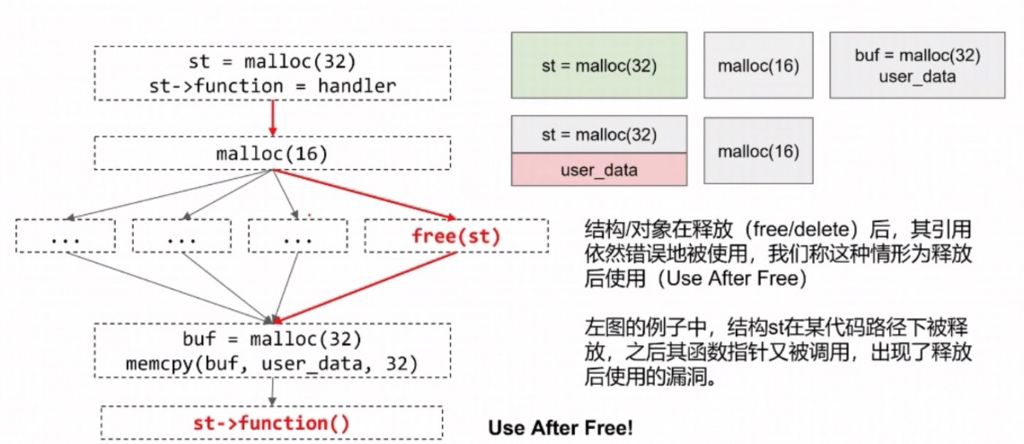 st = malloc(32)
st->function = handler
malloc(16)
...
...
...
free(st)
buf = malloc(32)
memcpy(buf, user_data, 32)
st->function()
st = malloc(32)
malloc(16)
buf = malloc(32)
user_data
st = malloc(32)
user_data
malloc(16)
结构/对象在释放（free/delete）后，其引用
依然错误地被使用，我们称这种情形为释放
后使用（Use After Free）
左图的例子中，结构st在某代码路径下被释
放，之后其函数指针又被调用，出现了释放
后使用的漏洞。
Use After Free!